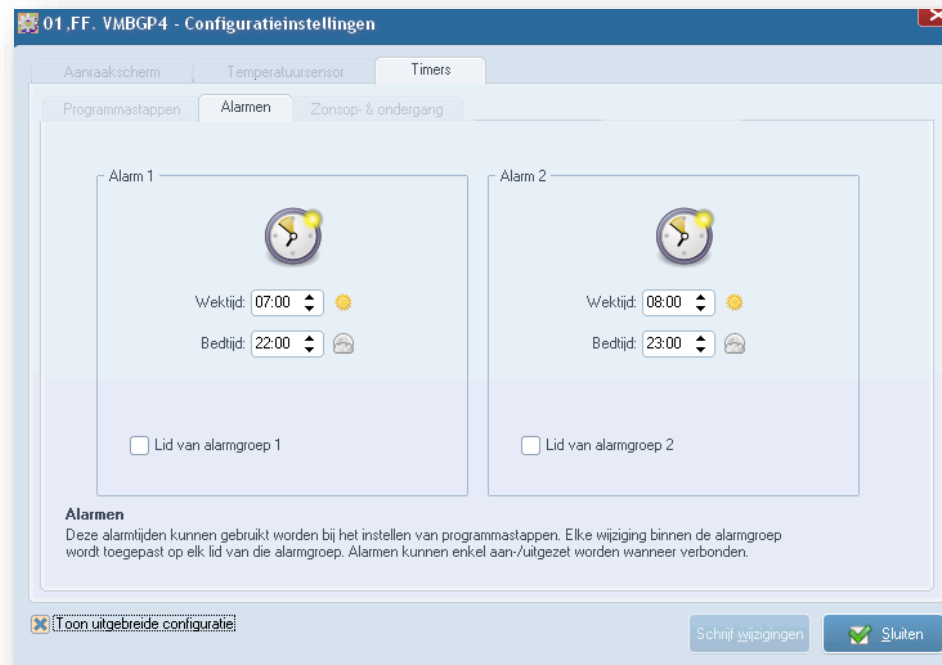 01,FF. VMBGP4 - Configuratieinstellingen
Aanraakscherm
Temperatuursensor
Timers
Programmastappen
Alarmen
Zonsop- & ondergang
Alarm 1
Wektijd: 07:00
Bedtijd: 22:00
Lid van alarmgroep 1
Alarm 2
Wektijd: 08:00
Bedtijd: 23:00
Lid van alarmgroep 2
Alarmen
Deze alarmtijden kunnen gebruikt worden bij het instellen van programmastappen. Elke wijziging binnen de alarmgroep
wordt toegepast op elk lid van die alarmgroep. Alarmen kunnen enkel aan-/uitgezet worden wanneer verbonden.
Toon uitgebreide configuratie
Schrijf wijzigingen
Sluiten